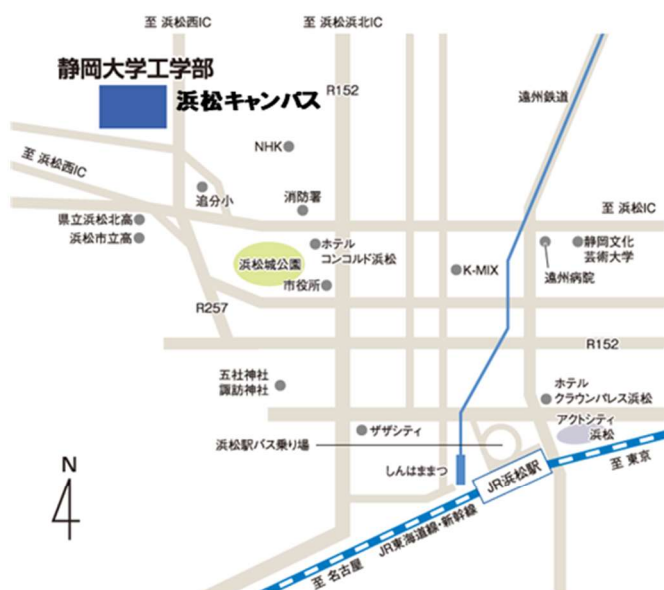 至 浜松西IC
至 浜松浜北IC
静岡大学工学部
浜松キャンパス
R152
遠州鉄道
NHK
至 浜松西IC
追分小
消防署
至 浜松IC
県立浜松北高
浜松市立高
ホテル
コンコルド浜松
静岡文化
芸術大学
浜松城公園
K-MIX
遠州病院
市役所
R257
R152
五社神社
諏訪神社
ホテル
クラウンパレス浜松
アクトシティ
浜松
ザザシティ
浜松駅バス乗り場
しんはままつ
JR浜松駅
至 東京
N
JR東海道線・新幹線
至 名古屋